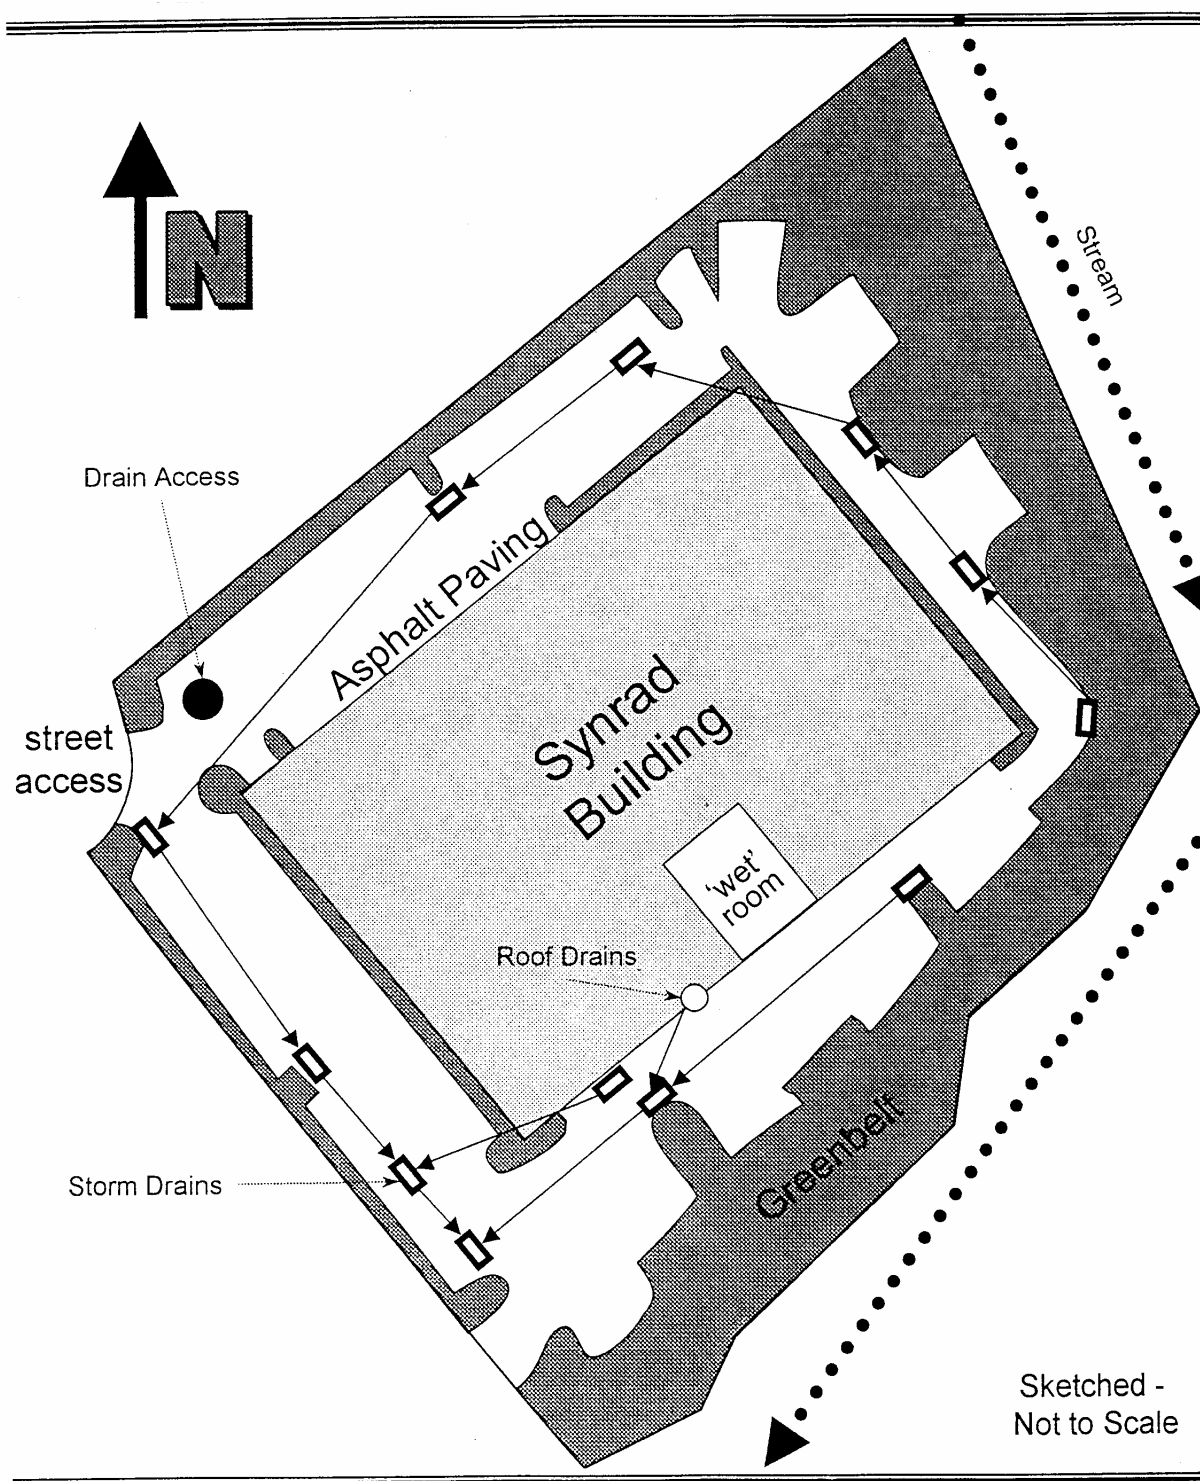 N
Stream
Drain Access
Asphalt Paving
street
access
Synrad
Building
'wet'
room
Roof Drains
Greenbelt
Storm Drains
Sketched -
Not to Scale